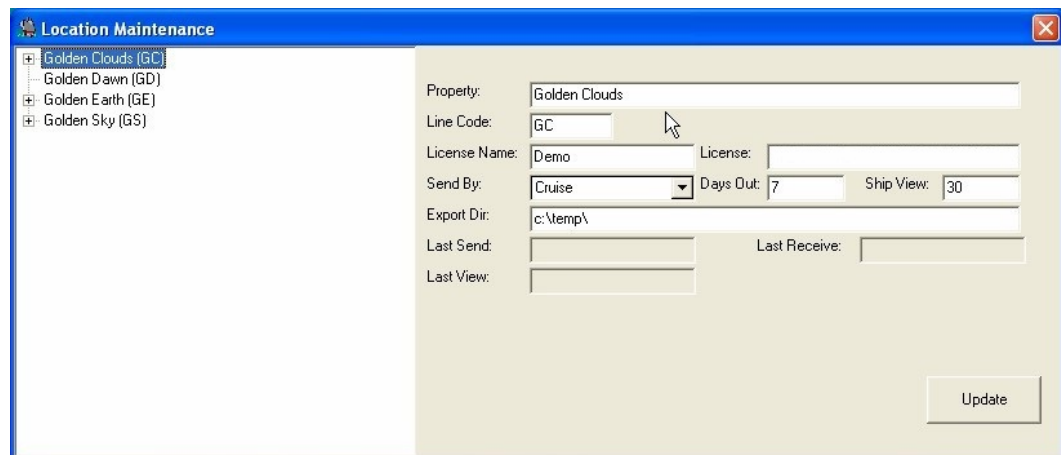 Location Maintenance
Golden Clouds (GC)
Golden Dawn (GD)
Golden Earth (GE)
Golden Sky (GS)
Property: Golden Clouds
Line Code: GC
License Name: Demo License:
Send By: Cruise Days Out: 7 Ship View: 30
Export Dir: c:\temp\
Last Send: Last Receive:
Last View:
Update